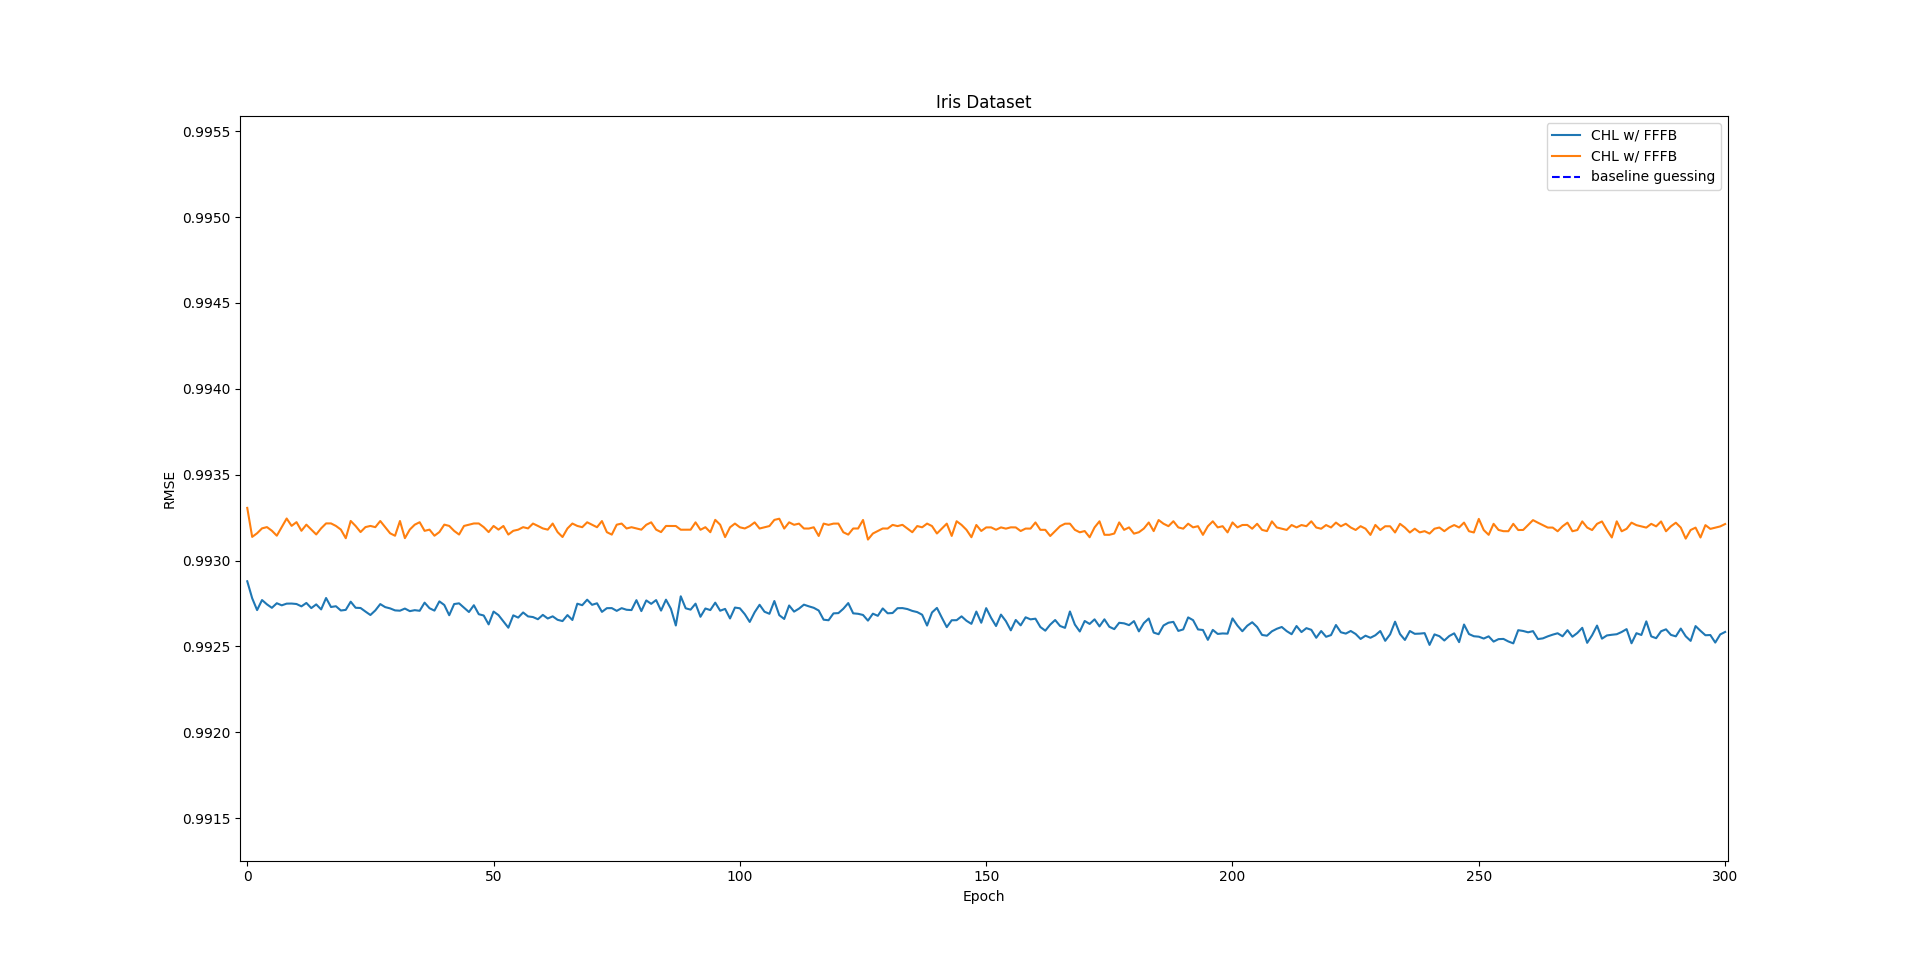 Iris Dataset
CHL w/ FFFB
CHL w/ FFFB
baseline guessing
RMSE
0.9955
0.9950
0.9945
0.9940
0.9935
0.9930
0.9925
0.9920
0.9915
0 50 100 150 200 250 300
Epoch